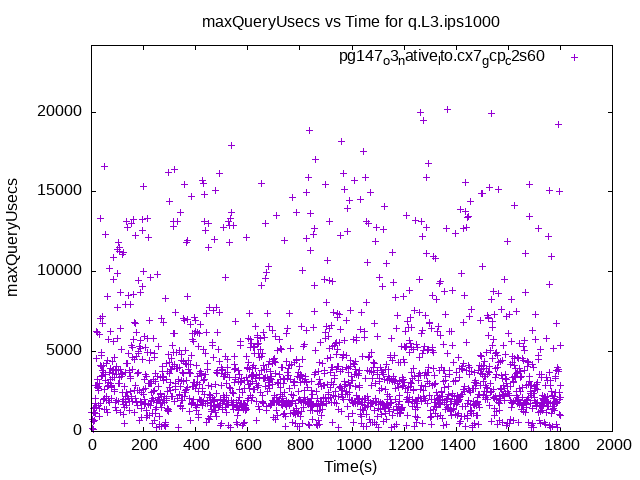 maxQueryUsecs vs Time for q.L3.ips1000
pg147o3nativelto.cx7gcpc2s60
20000
15000
10000
5000
0
maxQueryUsecs
0 200 400 600 800 1000 1200 1400 1600 1800 2000
Time(s)